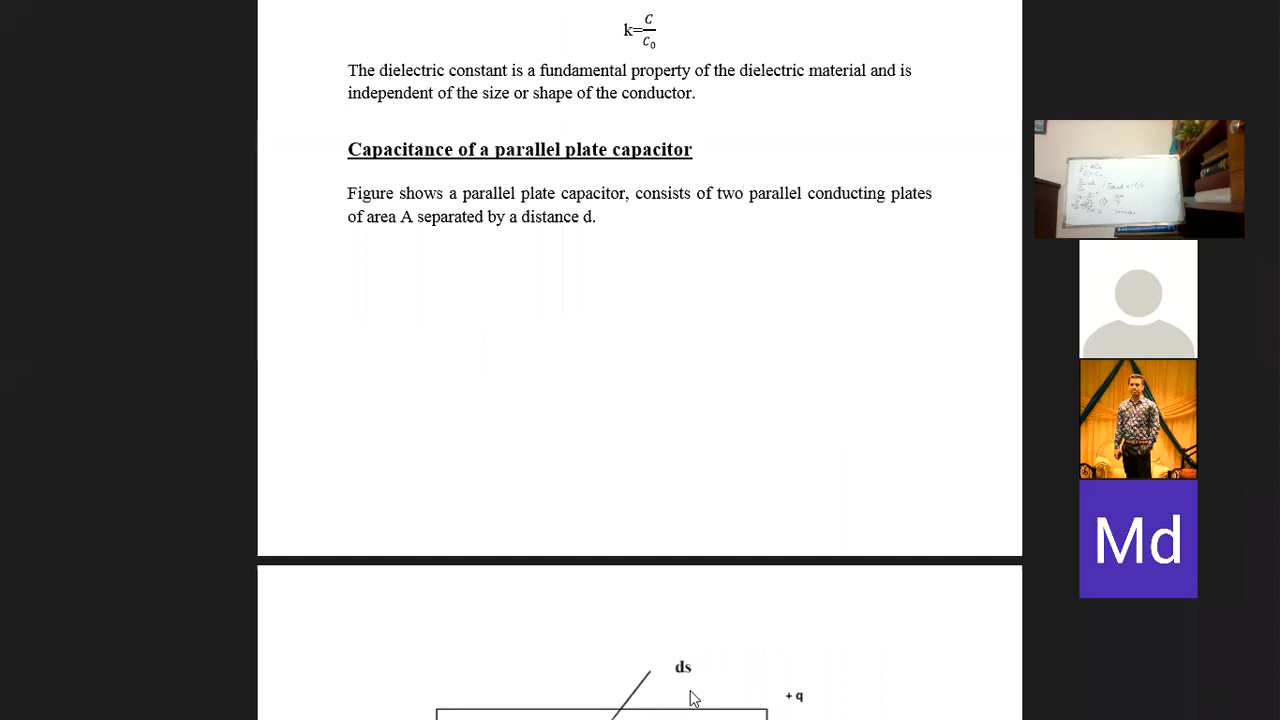 k=C/C₀
The dielectric constant is a fundamental property of the dielectric material and is
independent of the size or shape of the conductor.
Capacitance of a parallel plate capacitor
Figure shows a parallel plate capacitor, consists of two parallel conducting plates
of area A separated by a distance d.
ds
+ q
Md